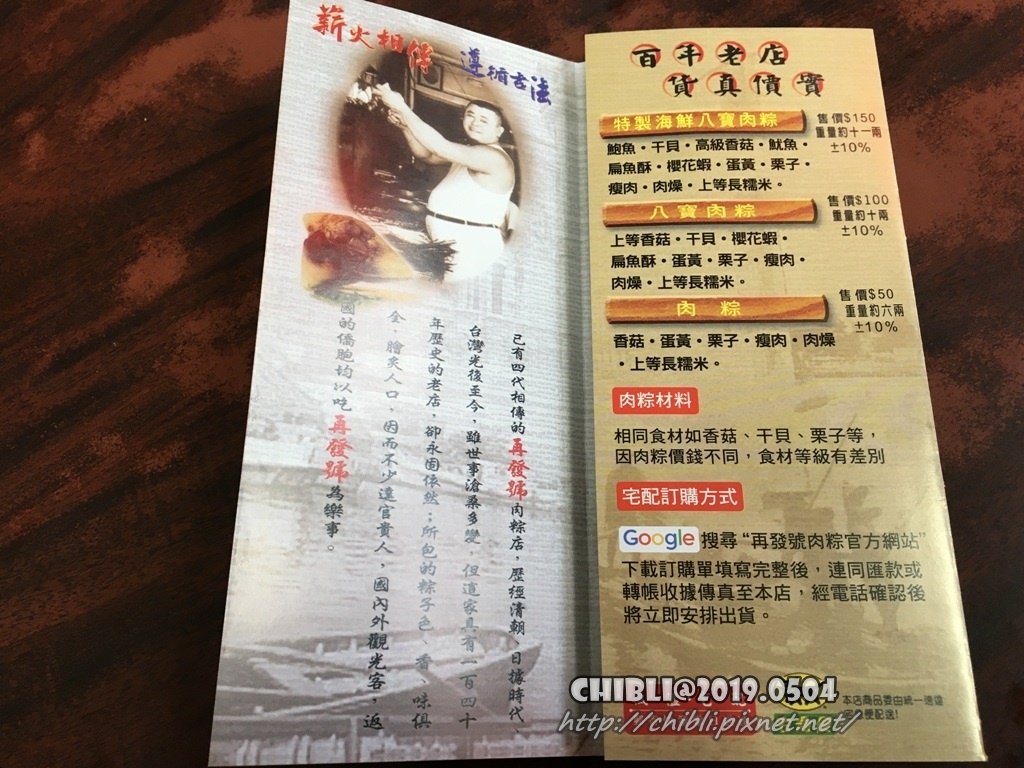 薪火相傳
遵循古法
已有四代相傳的再發號肉粽店，歷經清朝、日據時代
台灣光復至今，雖世事滄桑多變，但這家具有一百四十
年歷史的老店，卻永固依然；所包的粽子色、香、味俱
全，膾炙人口，因而不少達官貴人，國內外觀光客，返
國的僑胞均以吃再發號為樂事。
百年老店
貨真價實
特製海鮮八寶肉粽
售價$150
重量約十一兩
±10%
鮑魚・干貝・高級香菇・魷魚・
扁魚酥・櫻花蝦・蛋黃・栗子・
瘦肉・肉燥・上等長糯米。
八寶肉粽
售價$100
重量約十兩
±10%
上等香菇・干貝・櫻花蝦・
扁魚酥・蛋黃・栗子・瘦肉・
肉燥・上等長糯米。
肉粽
售價$50
重量約六兩
±10%
香菇・蛋黃・栗子・瘦肉・肉燥
・上等長糯米。
肉粽材料
相同食材如香菇、干貝、栗子等，
因肉粽價錢不同，食材等級有差別
宅配訂購方式
Google 搜尋“再發號肉粽官方網站”
下載訂購單填寫完整後，連同匯款或
轉帳收據傳真至本店，經電話確認後
將立即安排出貨。
本店商品委由統一速達
CHIBLI@2019.0504
http://chibli.pixnet.net/